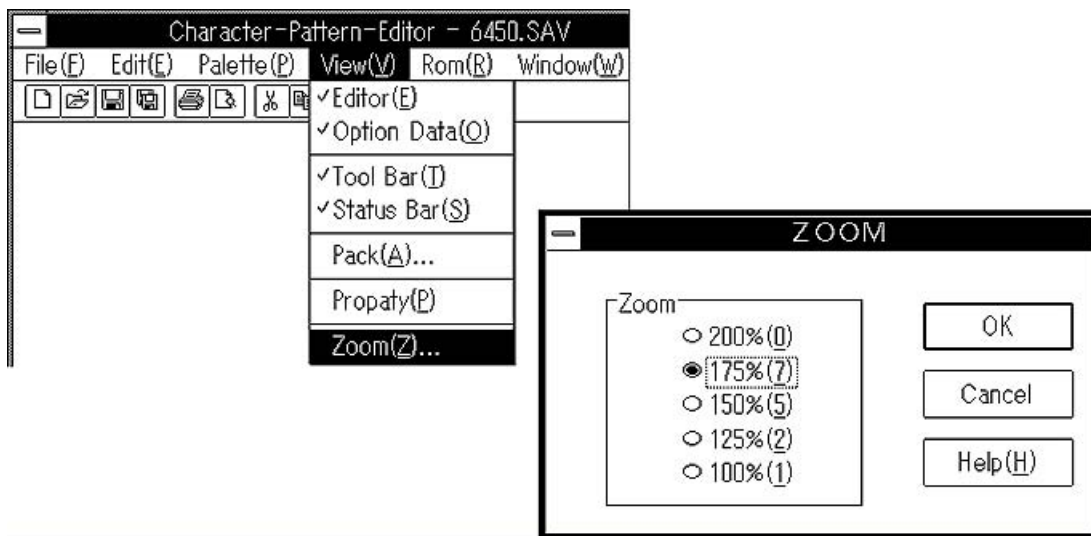 Character-Pattern-Editor - 6450.SAV
File(F) Edit(E) Palette(P) View(V) Rom(R) Window(W)
✓Editor(E)
✓Option Data(O)
✓Tool Bar(T)
✓Status Bar(S)
Pack(A)...
Propaty(P)
Zoom(Z)...
ZOOM
Zoom
200%(0)
175%(7)
150%(5)
125%(2)
100%(1)
OK
Cancel
Help(H)